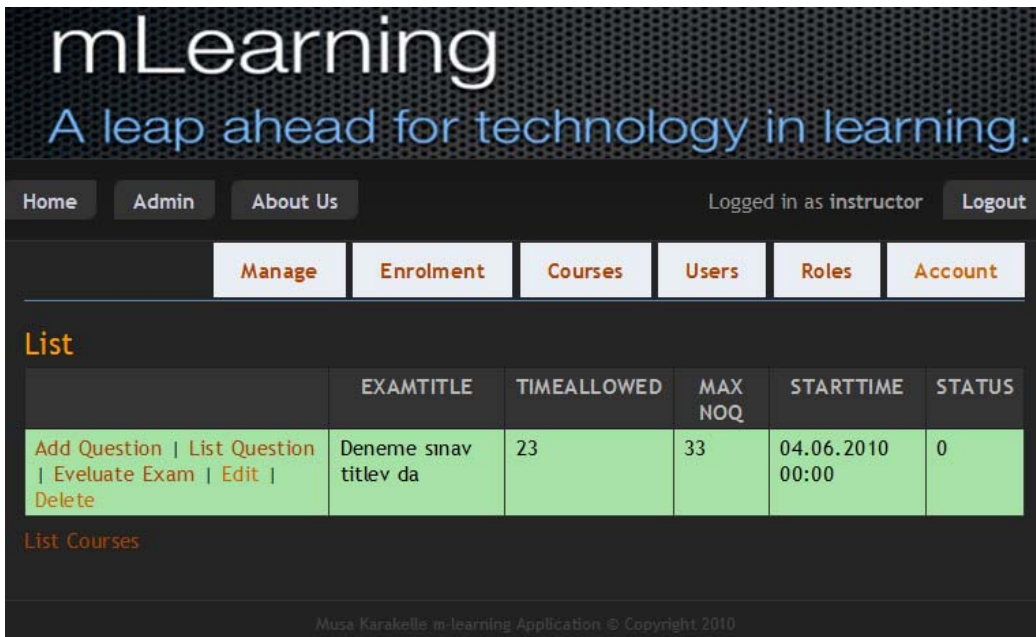 mLearning
A leap ahead for technology in learning.
Home Admin About Us Logged in as instructor Logout
Manage Enrolment Courses Users Roles Account
List
EXAMTITLE TIMEALLOWED MAX NOQ STARTTIME STATUS
Add Question | List Question | Eveluate Exam | Edit | Delete
Deneme sınav titlev da
23
33
04.06.2010 00:00
0
List Courses
Musa Karakelle m-learning Application © Copyright 2010